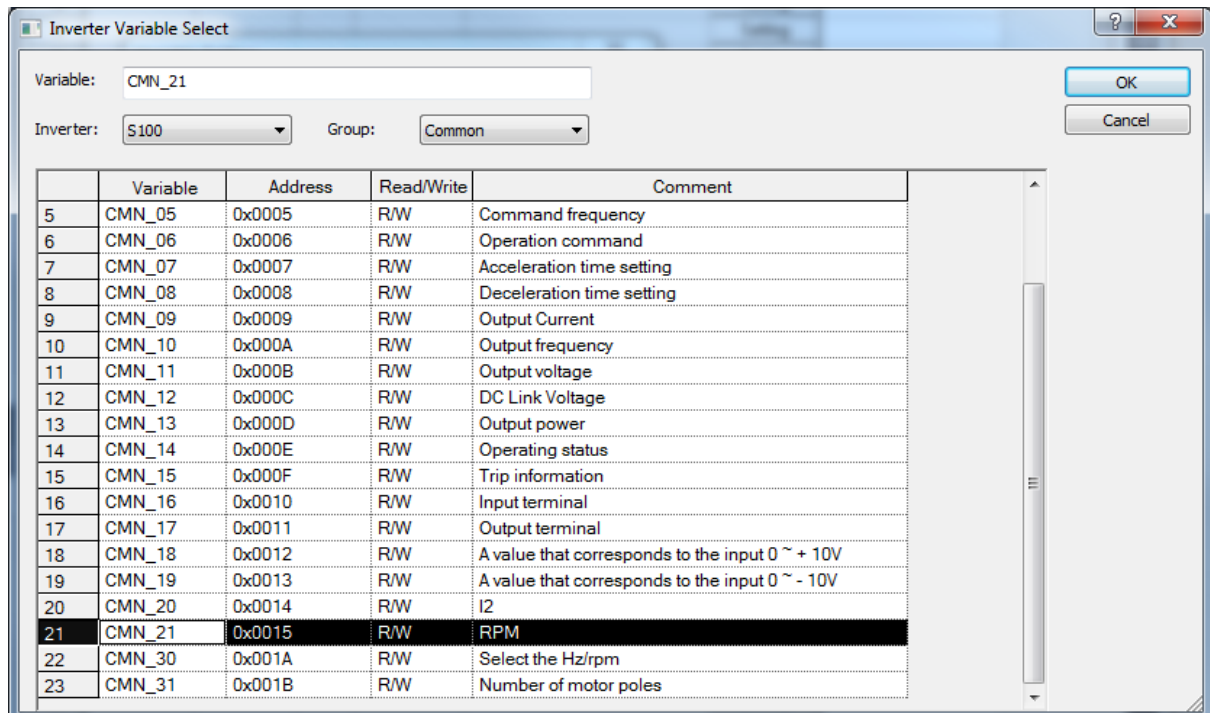 Inverter Variable Select
Variable: CMN_21 OK
Inverter: S100 Group: Common Cancel
Variable Address Read/Write Comment
5 CMN_05 0x0005 R/W Command frequency
6 CMN_06 0x0006 R/W Operation command
7 CMN_07 0x0007 R/W Acceleration time setting
8 CMN_08 0x0008 R/W Deceleration time setting
9 CMN_09 0x0009 R/W Output Current
10 CMN_10 0x000A R/W Output frequency
11 CMN_11 0x000B R/W Output voltage
12 CMN_12 0x000C R/W DC Link Voltage
13 CMN_13 0x000D R/W Output power
14 CMN_14 0x000E R/W Operating status
15 CMN_15 0x000F R/W Trip information
16 CMN_16 0x0010 R/W Input terminal
17 CMN_17 0x0011 R/W Output terminal
18 CMN_18 0x0012 R/W A value that corresponds to the input 0 ~ + 10V
19 CMN_19 0x0013 R/W A value that corresponds to the input 0 ~ - 10V
20 CMN_20 0x0014 R/W I2
21 CMN_21 0x0015 R/W RPM
22 CMN_30 0x001A R/W Select the Hz/rpm
23 CMN_31 0x001B R/W Number of motor poles